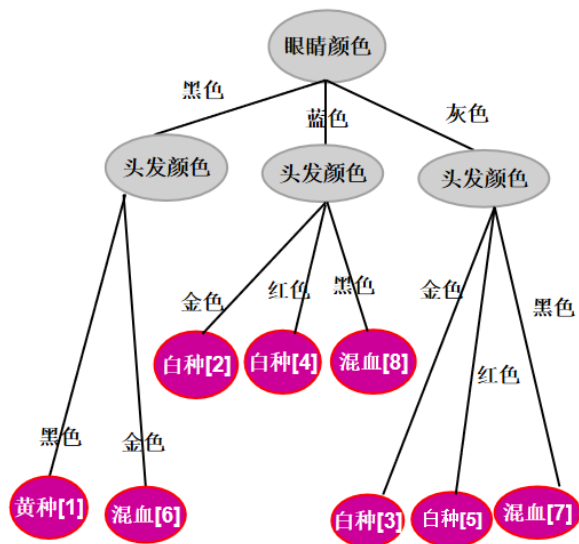 眼睛颜色
黑色
蓝色
灰色
头发颜色
头发颜色
头发颜色
金色
红色
黑色
金色
黑色
白种[2]
白种[4]
混血[8]
红色
黑色
金色
黄种[1]
混血[6]
白种[3]
白种[5]
混血[7]